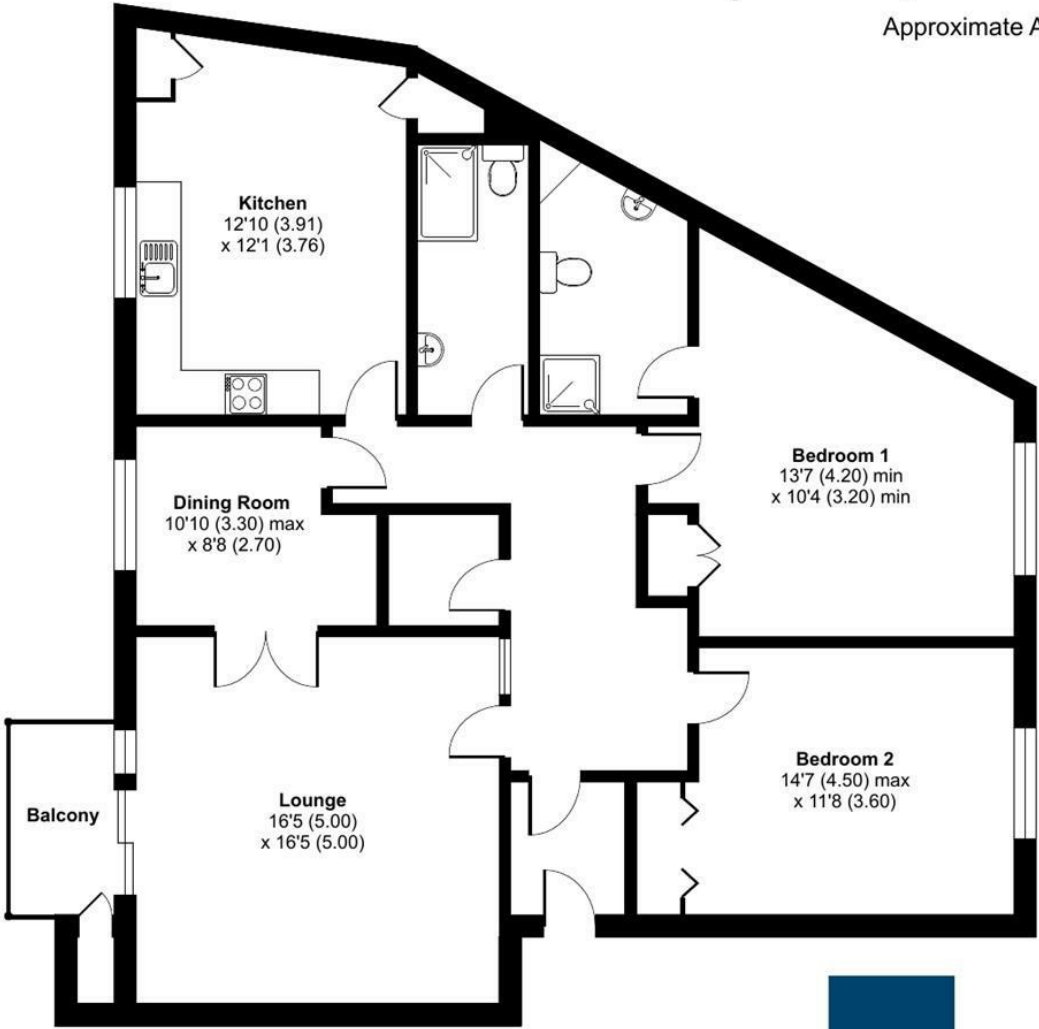 Approximate A
Kitchen
12'10 (3.91)
x 12'1 (3.76)
Bedroom 1
13'7 (4.20) min
x 10'4 (3.20) min
Dining Room
10'10 (3.30) max
x 8'8 (2.70)
Bedroom 2
14'7 (4.50) max
x 11'8 (3.60)
Lounge
16'5 (5.00)
x 16'5 (5.00)
Balcony